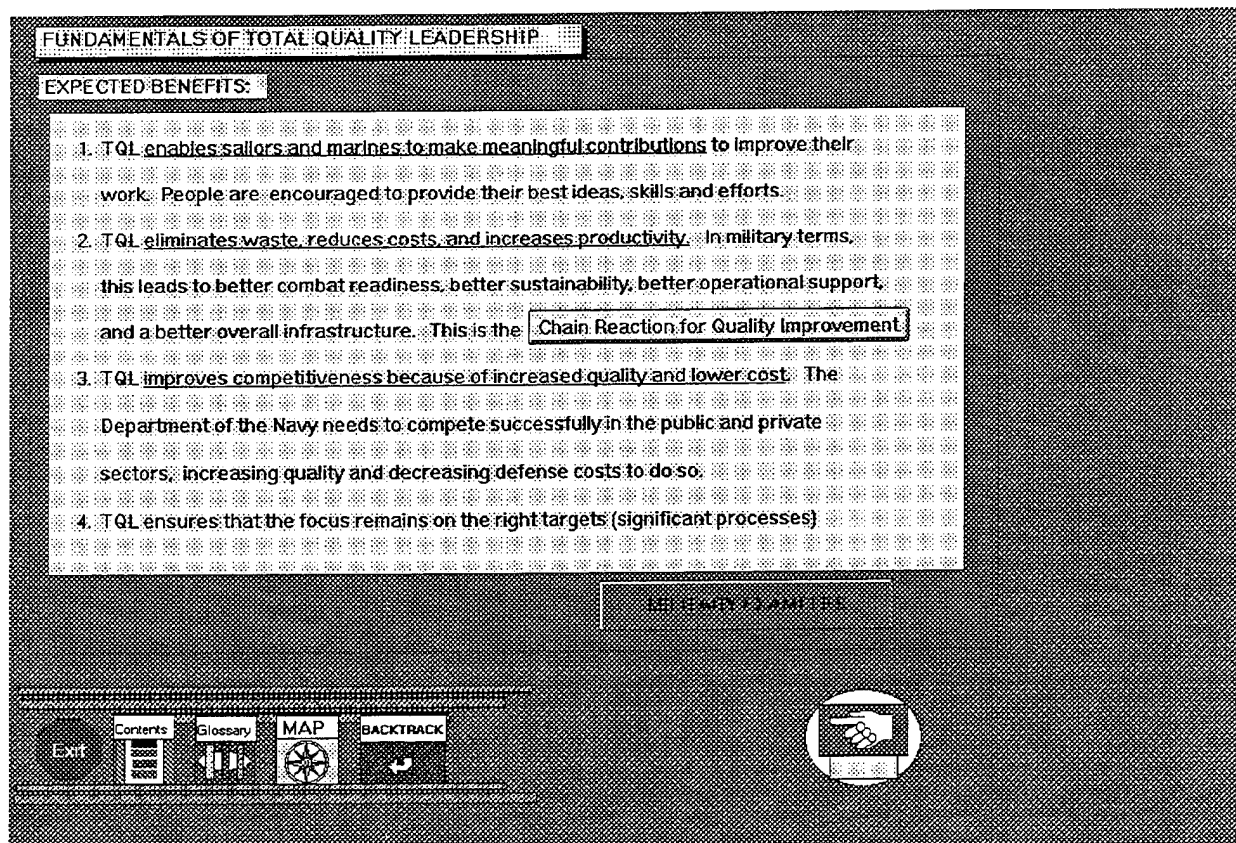 FUNDAMENTALS OF TOTAL QUALITY LEADERSHIP
EXPECTED BENEFITS:
1. TQL enables sailors and marines to make meaningful contributions to improve their
work. People are encouraged to provide their best ideas, skills and efforts.
2. TQL eliminates waste, reduces costs, and increases productivity. In military terms,
this leads to better combat readiness, better sustainability, better operational support,
and a better overall infrastructure. This is the Chain Reaction for Quality Improvement
3. TQL improves competitiveness because of increased quality and lower cost. The
Department of the Navy needs to compete successfully in the public and private
sectors, increasing quality and decreasing defense costs to do so.
4. TQL ensures that the focus remains on the right targets (significant processes)
MILITARY EXAMPLES
Exit
Contents
Glossary
MAP
BACKTRACK